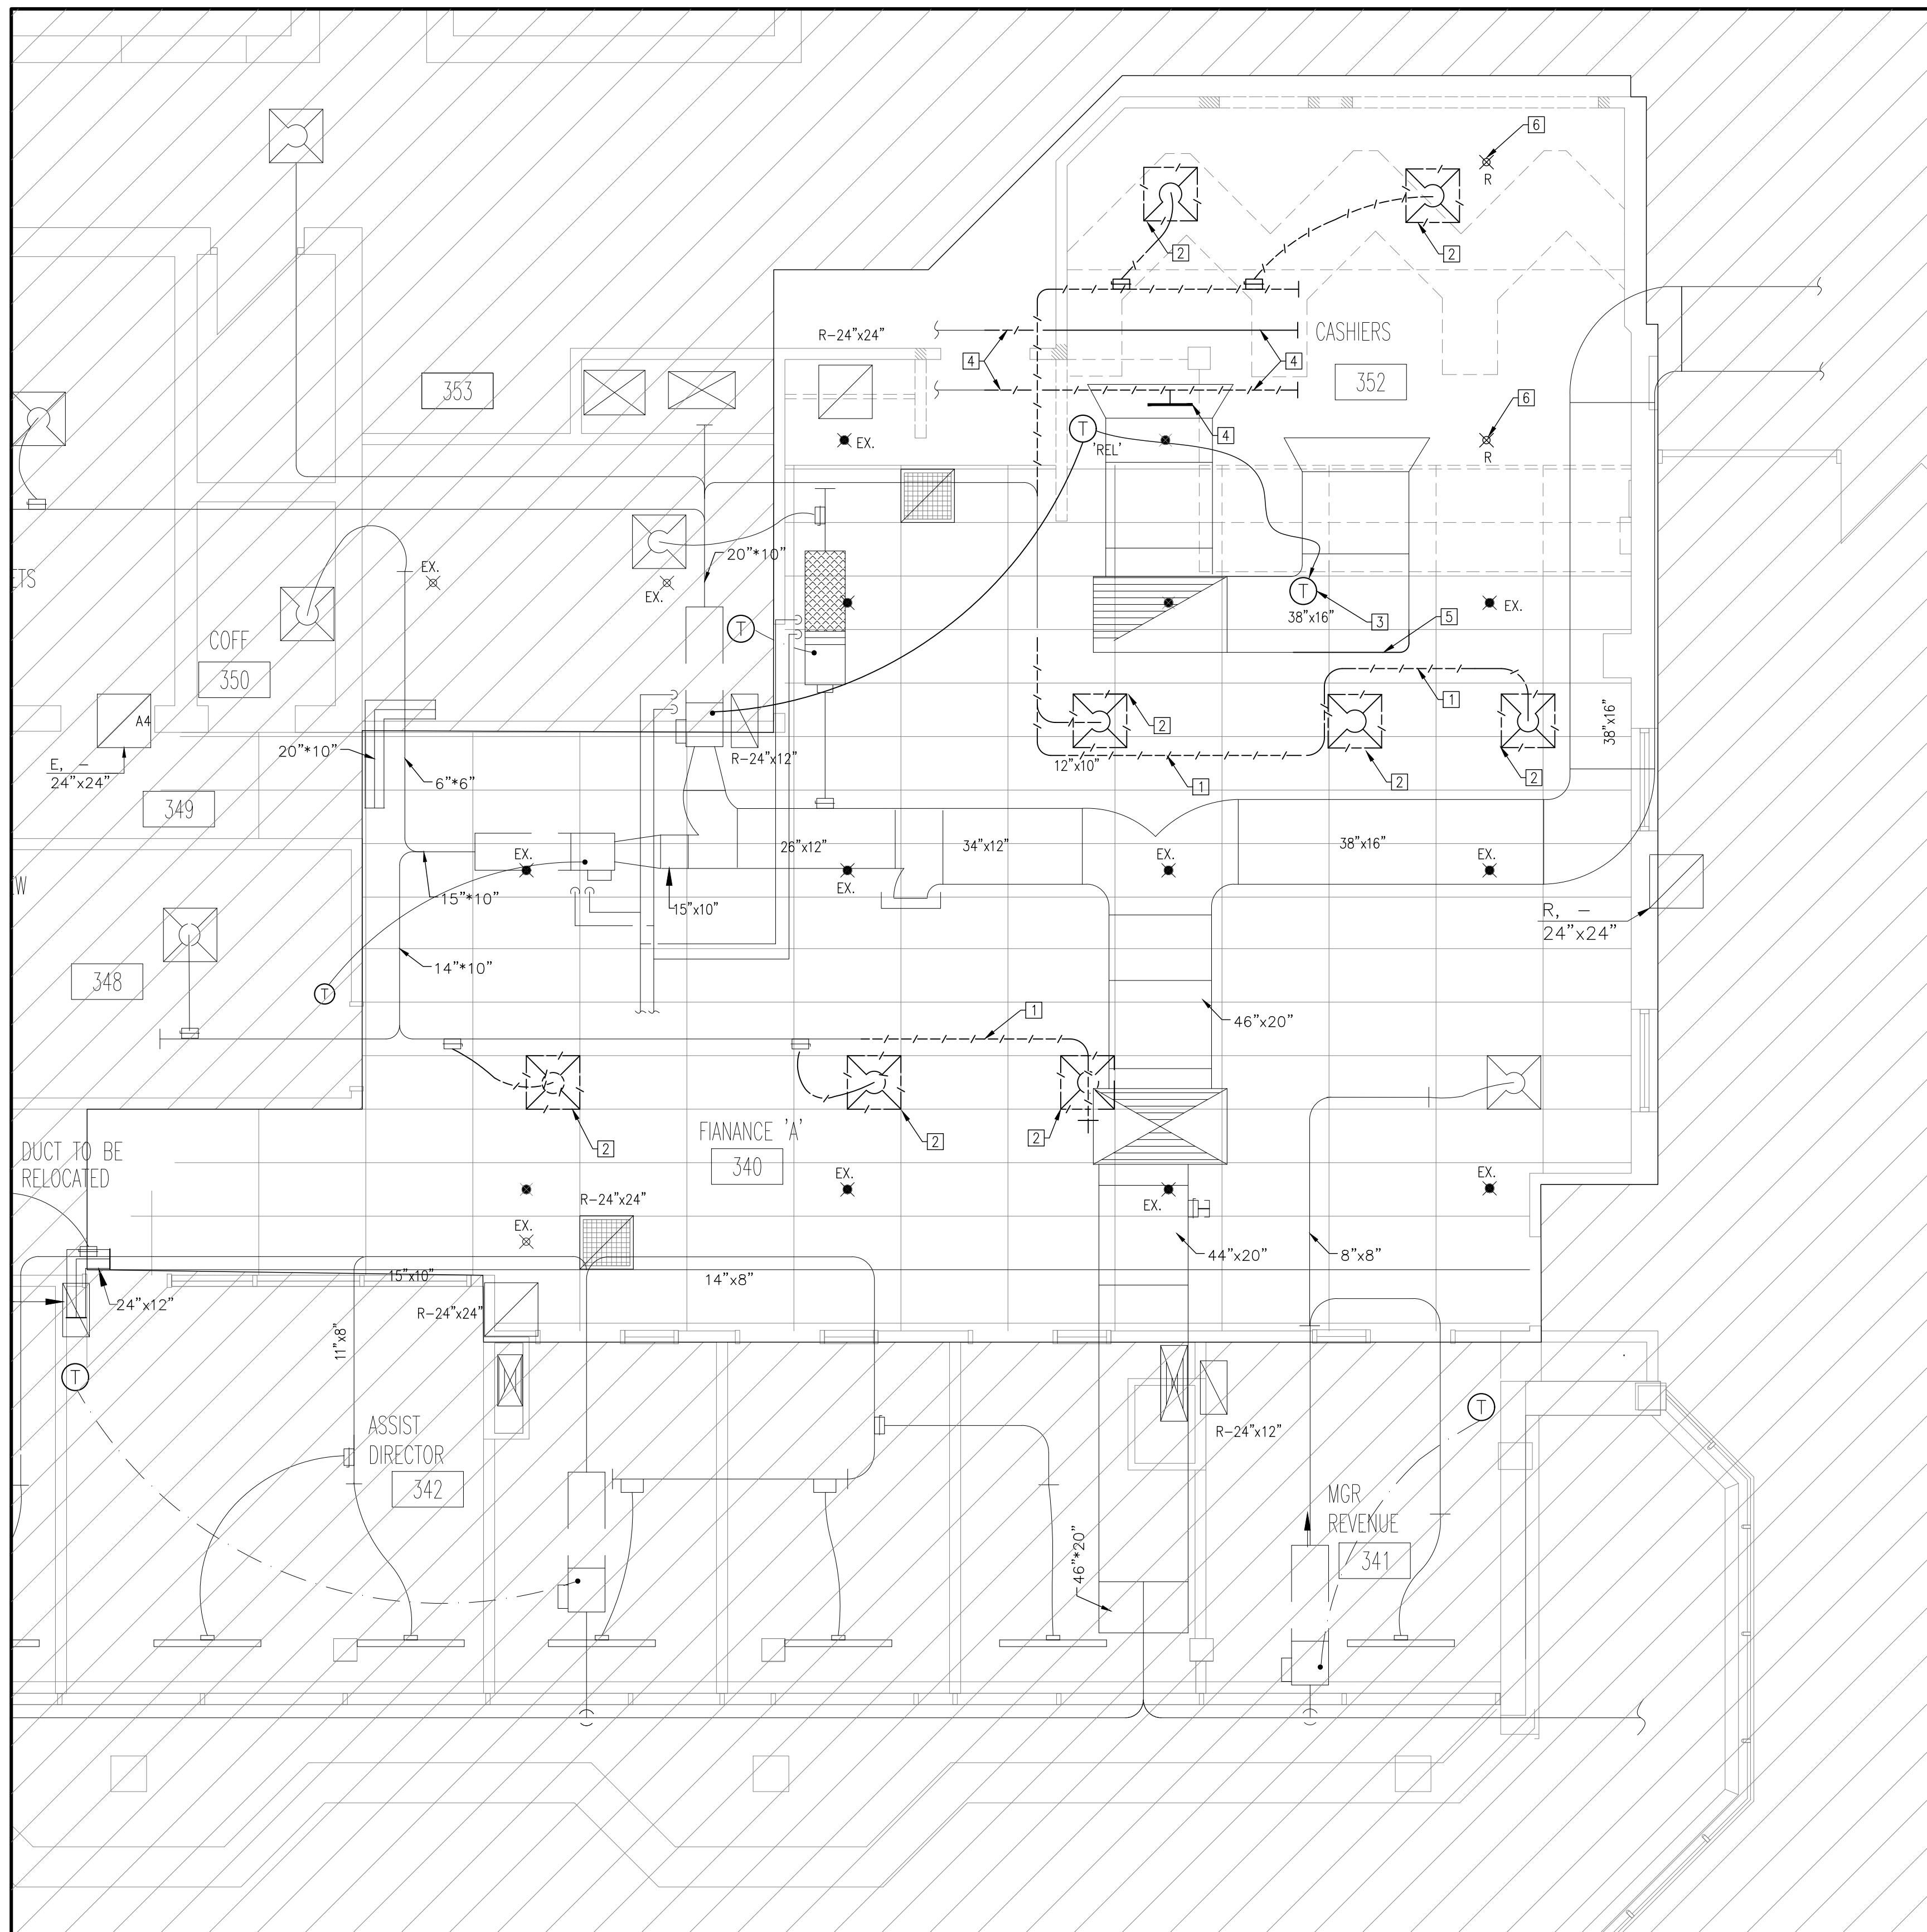 6
R
2
2
R-24"x24"
CASHIERS
4
4
352
353
6
R
T
'REL'
4
EX.
20"*10"
ETS
EX.
EX.
T
38"x16"
3
EX.
5
T
COFF
350
A4
1
2
38"x16"
20"*10"
R-24"x12"
E, -
24"x24"
6"*6"
12"x10"
1
2
2
349
26"x12"
34"x12"
38"x16"
EX.
EX.
EX.
EX.
W
15"*10"
15"x10"
R, -
24"x24"
348
14"*10"
T
1
46"x20"
2
2
2
FIANANCE 'A'
340
DUCT TO BE
RELOCATED
EX.
EX.
EX.
R-24"x24"
EX.
44"x20"
8"x8"
15"x10"
14"x8"
24"x12"
R-24"x24"
11"x8"
T
T
ASSIST
DIRECTOR
342
R-24"x12"
MGR
REVENUE
341
46"*20"